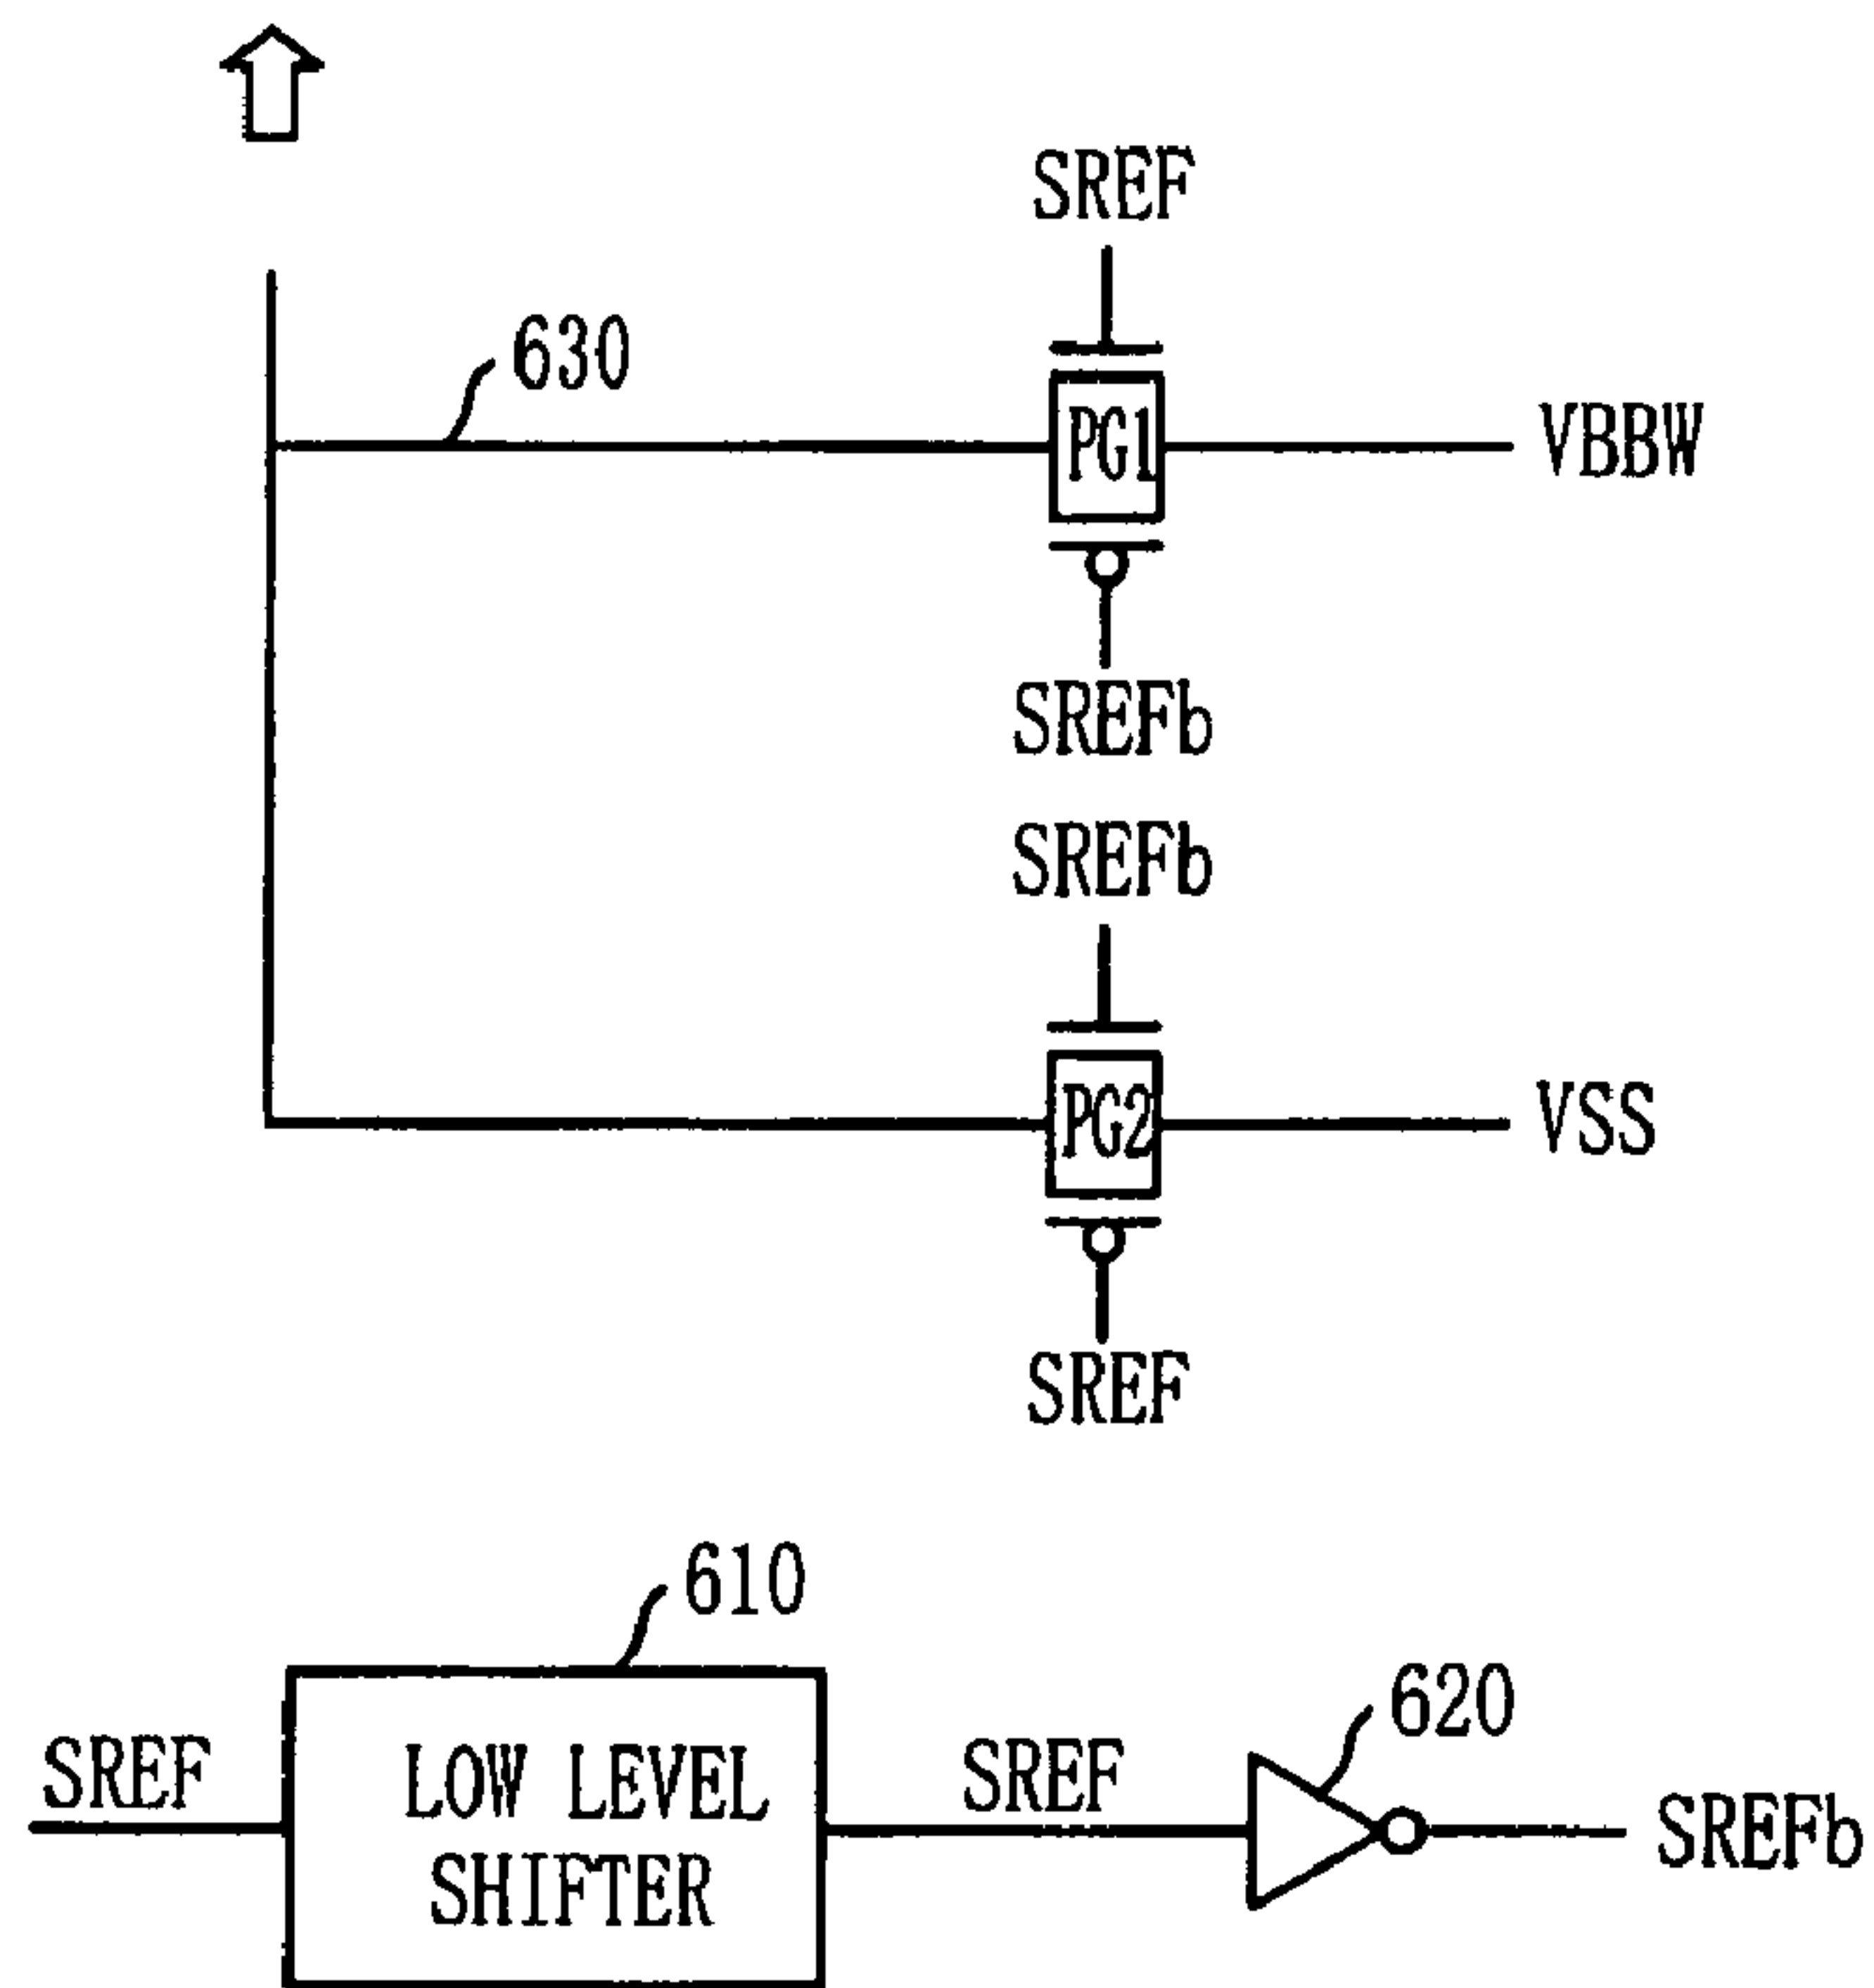 SREF
630
PG1
VBBW
SREFb
SREFb
PG2
VSS
SREF
610
620
SREF
LOW LEVEL
SHIFTER
SREF
SREFb